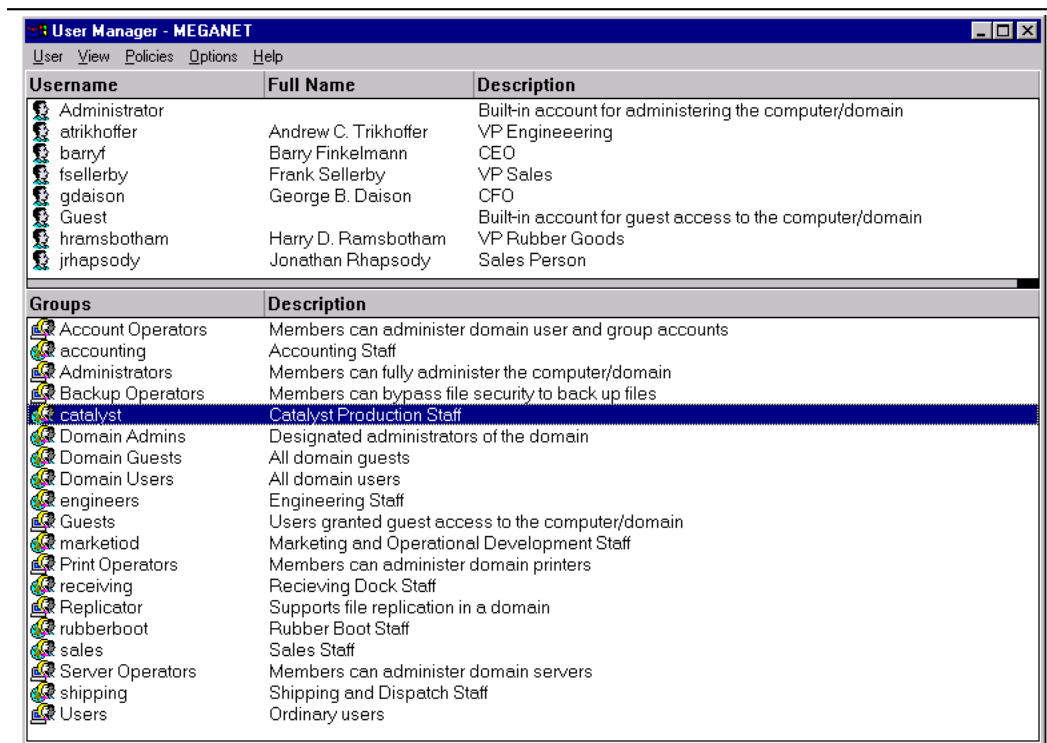 User Manager - MEGANET
User View Policies Options Help
Username Full Name Description
Administrator Built-in account for administering the computer/domain
atrikhoffer Andrew C. Trikhoffer VP Engineeering
barryf Barry Finkelmann CEO
fsellerby Frank Sellerby VP Sales
gdaison George B. Daison CFO
Guest Built-in account for guest access to the computer/domain
hramsbotham Harry D. Ramsbotham VP Rubber Goods
jrhapsody Jonathan Rhapsody Sales Person
Groups Description
Account Operators Members can administer domain user and group accounts
accounting Accounting Staff
Administrators Members can fully administer the computer/domain
Backup Operators Members can bypass file security to back up files
catalyst Catalyst Production Staff
Domain Admins Designated administrators of the domain
Domain Guests All domain guests
Domain Users All domain users
engineers Engineering Staff
Guests Users granted guest access to the computer/domain
marketiod Marketing and Operational Development Staff
Print Operators Members can administer domain printers
receiving Recieving Dock Staff
Replicator Supports file replication in a domain
rubberboot Rubber Boot Staff
sales Sales Staff
Server Operators Members can administer domain servers
shipping Shipping and Dispatch Staff
Users Ordinary users